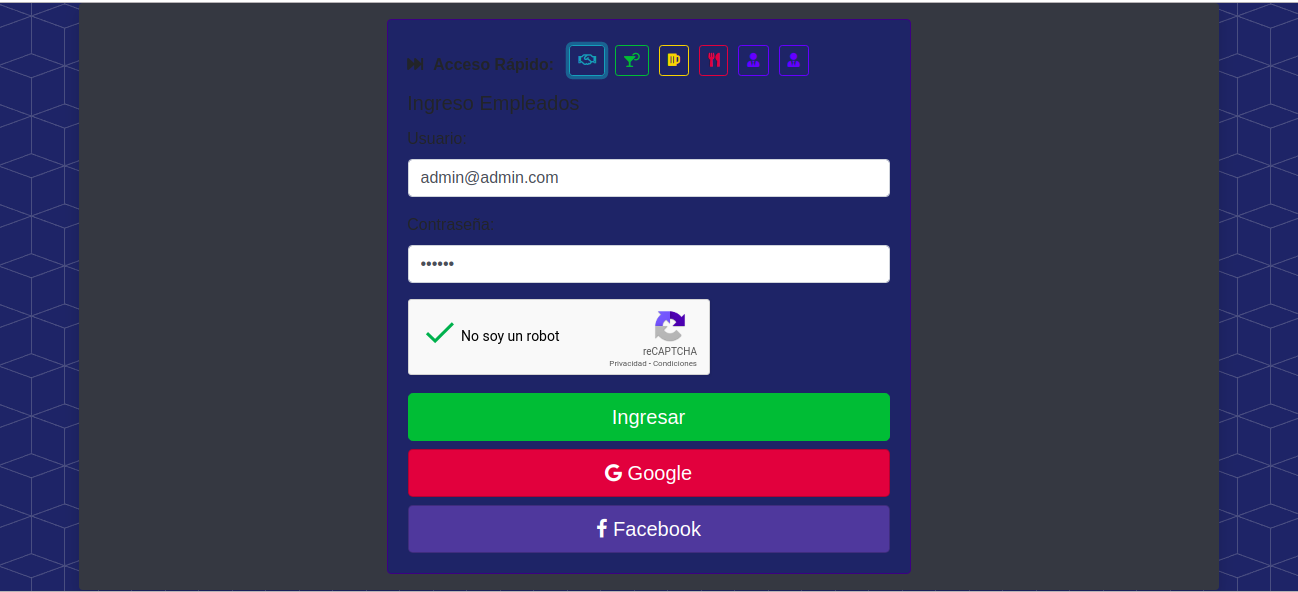 Acceso Rápido:
Ingreso Empleados
Usuario:
admin@admin.com
Contraseña:
••••••
No soy un robot
reCAPTCHA
Privacidad - Condiciones
Ingresar
Google
Facebook